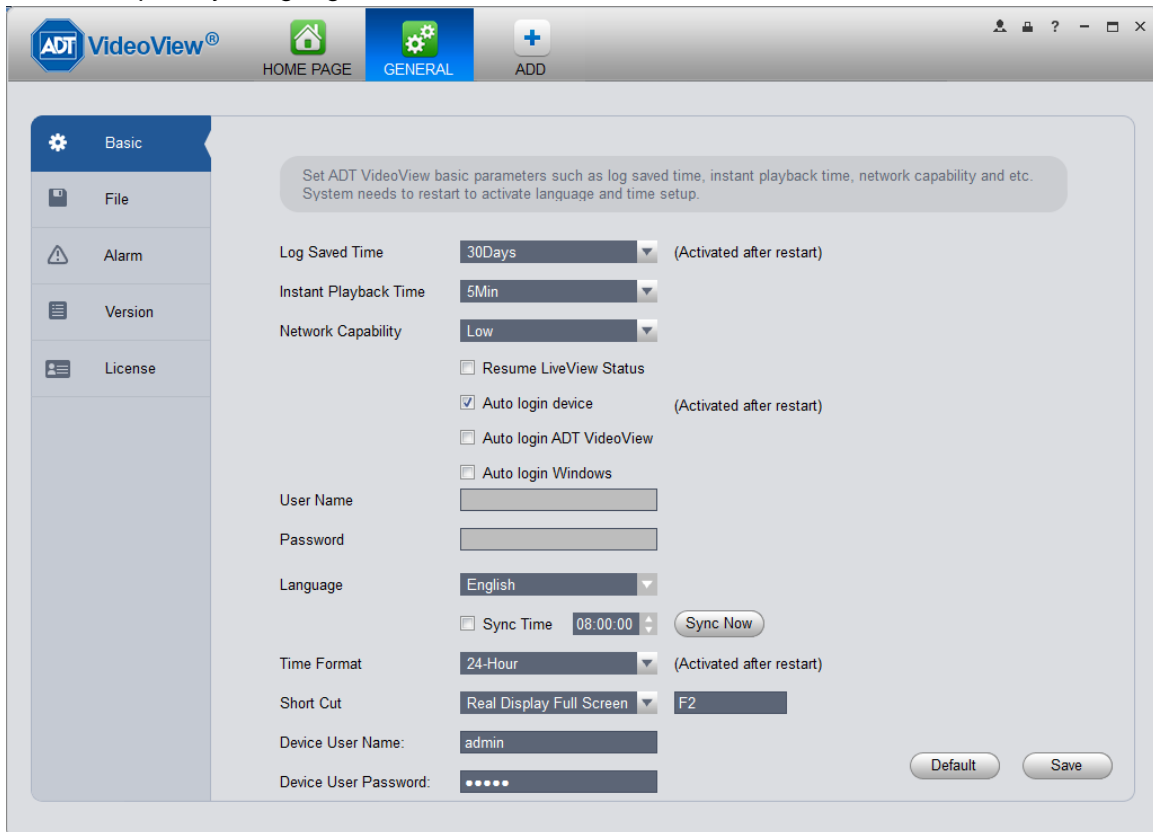 ADT VideoView®
HOME PAGE
GENERAL
ADD
?
Basic
File
Alarm
Version
License
Set ADT VideoView basic parameters such as log saved time, instant playback time, network capability and etc.
System needs to restart to activate language and time setup.
Log Saved Time 30Days (Activated after restart)
Instant Playback Time 5Min
Network Capability Low
Resume LiveView Status
Auto login device (Activated after restart)
Auto login ADT VideoView
Auto login Windows
User Name
Password
Language English
Sync Time 08:00:00 Sync Now
Time Format 24-Hour (Activated after restart)
Short Cut Real Display Full Screen F2
Device User Name: admin
Device User Password: •••••
Default Save